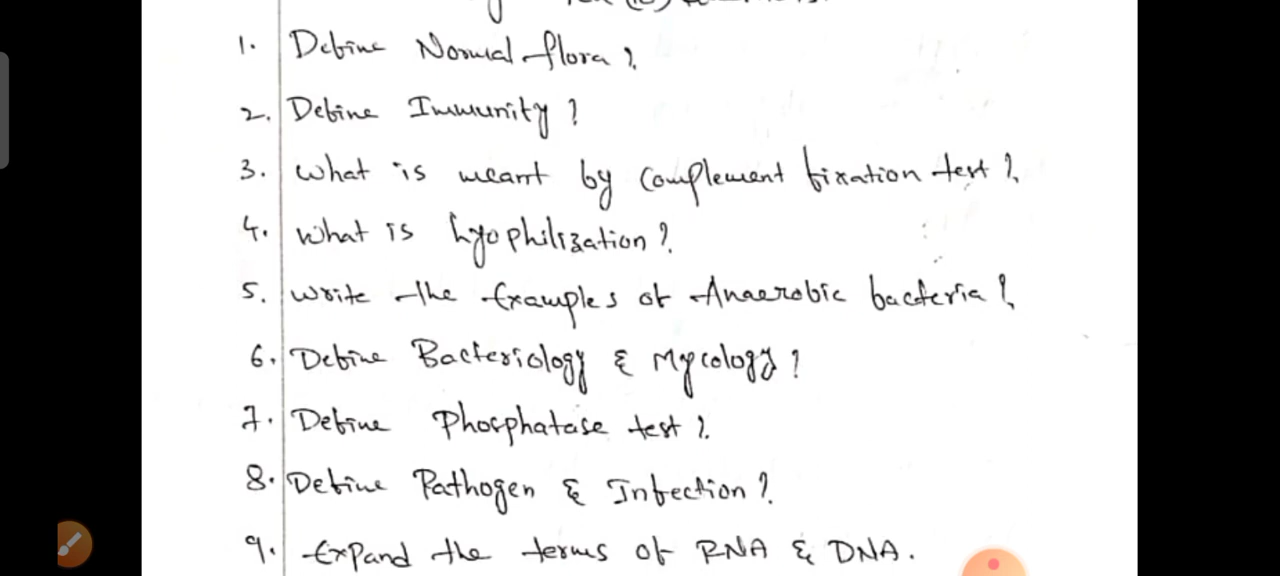 1. Define Normal flora?
2. Define Immunity?
3. What is meant by Complement fixation test?
4. What is Lyophilization?
5. Write the Examples of Anaerobic bacteria?
6. Define Bacteriology & Mycology?
7. Define Phosphatase test?
8. Define Pathogen & Infection?
9. Expand the terms of RNA & DNA.